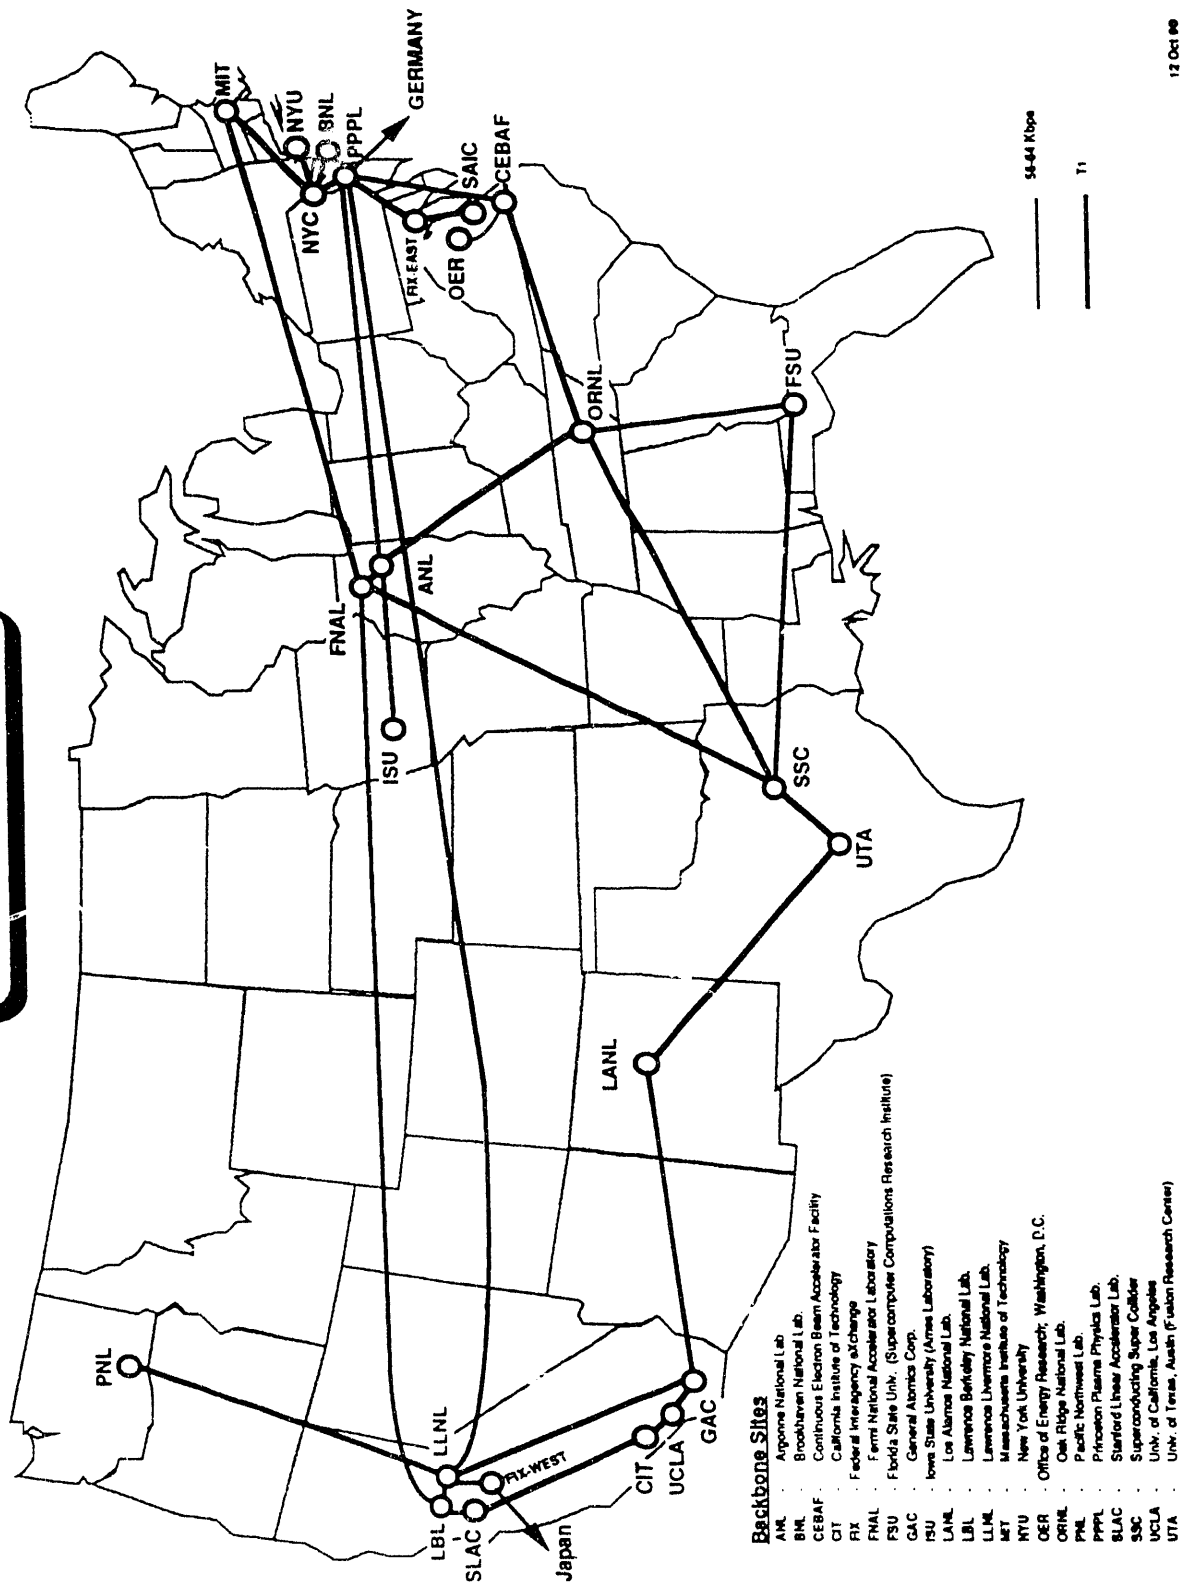 MIT
NYU
BNL
NYC
PPPL
GERMANY
FIX-EAST
SAIC
OER
CEBAF
ORNL
FSU
FNAL
ANL
ISU
SSC
UTA
LANL
PNL
LLNL
LBL
SLAC
FIX-WEST
Japan
CIT
UCLA
GAC
56-64 Kbps
T1
12 Oct 90
Backbone Sites
ANL - Argonne National Lab
BNL - Brookhaven National Lab.
CEBAF - Continuous Electron Beam Accelerator Facility
CIT - California Institute of Technology
FIX - Federal Interagency eXchange
FNAL - Fermi National Accelerator Laboratory
FSU - Florida State Univ. (Supercomputer Computations Research Institute)
GAC - General Atomics Corp.
ISU - Iowa State University (Ames Laboratory)
LANL - Los Alamos National Lab.
LBL - Lawrence Berkeley National Lab.
LLNL - Lawrence Livermore National Lab.
MIT - Massachusetts Institute of Technology
NYU - New York University
OER - Office of Energy Research, Washington, D.C.
ORNL - Oak Ridge National Lab.
PNL - Pacific Northwest Lab.
PPPL - Princeton Plasma Physics Lab.
SLAC - Stanford Linear Accelerator Lab.
SSC - Superconducting Super Collider
UCLA - Univ. of California, Los Angeles
UTA - Univ. of Texas, Austin (Fusion Research Center)